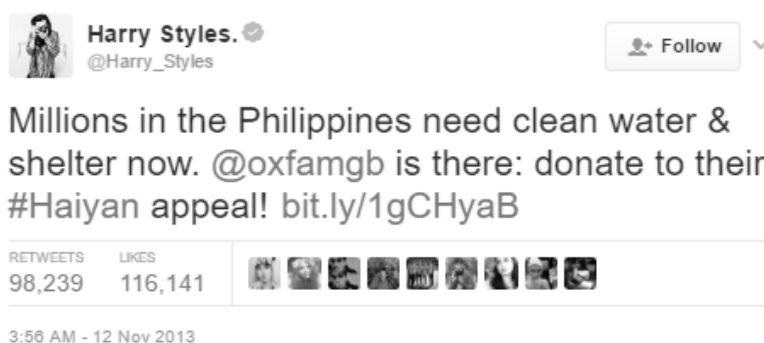 Harry Styles.
@Harry_Styles
Follow
Millions in the Philippines need clean water &
shelter now. @oxfamgb is there: donate to their
#Haiyan appeal! bit.ly/1gCHyaB
RETWEETS LIKES
98,239 116,141
3:56 AM - 12 Nov 2013